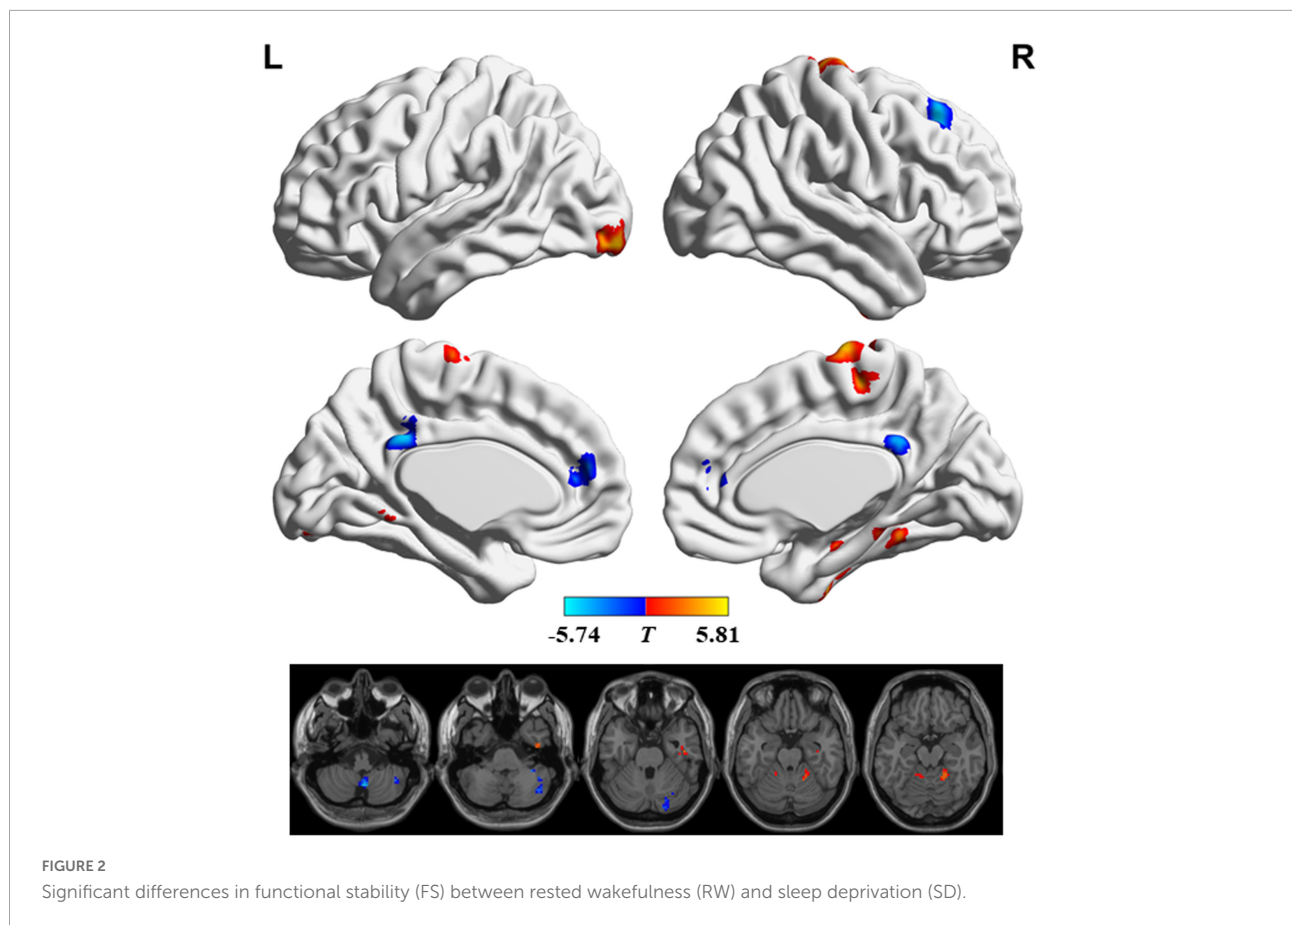 L
R
-5.74 T 5.81
FIGURE 2
Significant differences in functional stability (FS) between rested wakefulness (RW) and sleep deprivation (SD).